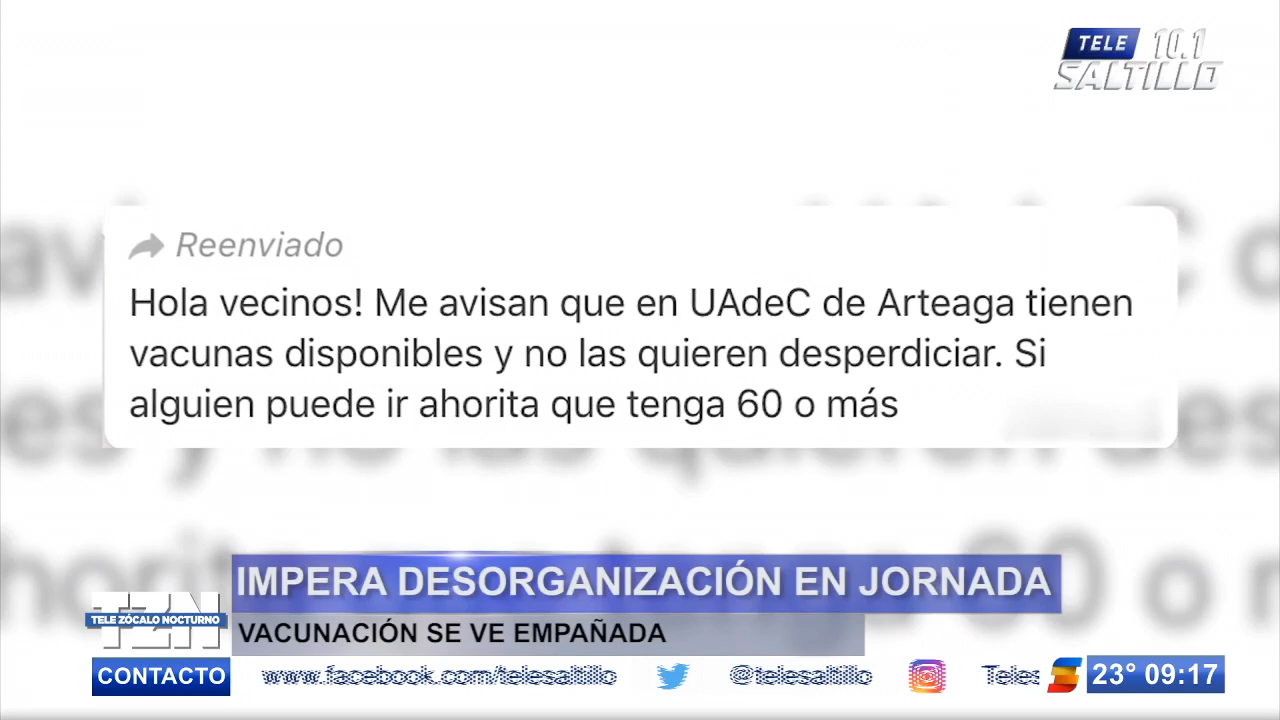 TELE 10.1
SALTILLO
Reenviado
Hola vecinos! Me avisan que en UAdeC de Arteaga tienen
vacunas disponibles y no las quieren desperdiciar. Si
alguien puede ir ahorita que tenga 60 o más
IMPERA DESORGANIZACIÓN EN JORNADA
TZN
TELE ZÓCALO NOCTURNO
VACUNACIÓN SE VE EMPAÑADA
CONTACTO www.facebook.com/telesaltillo @telesaltillo 23° 09:17